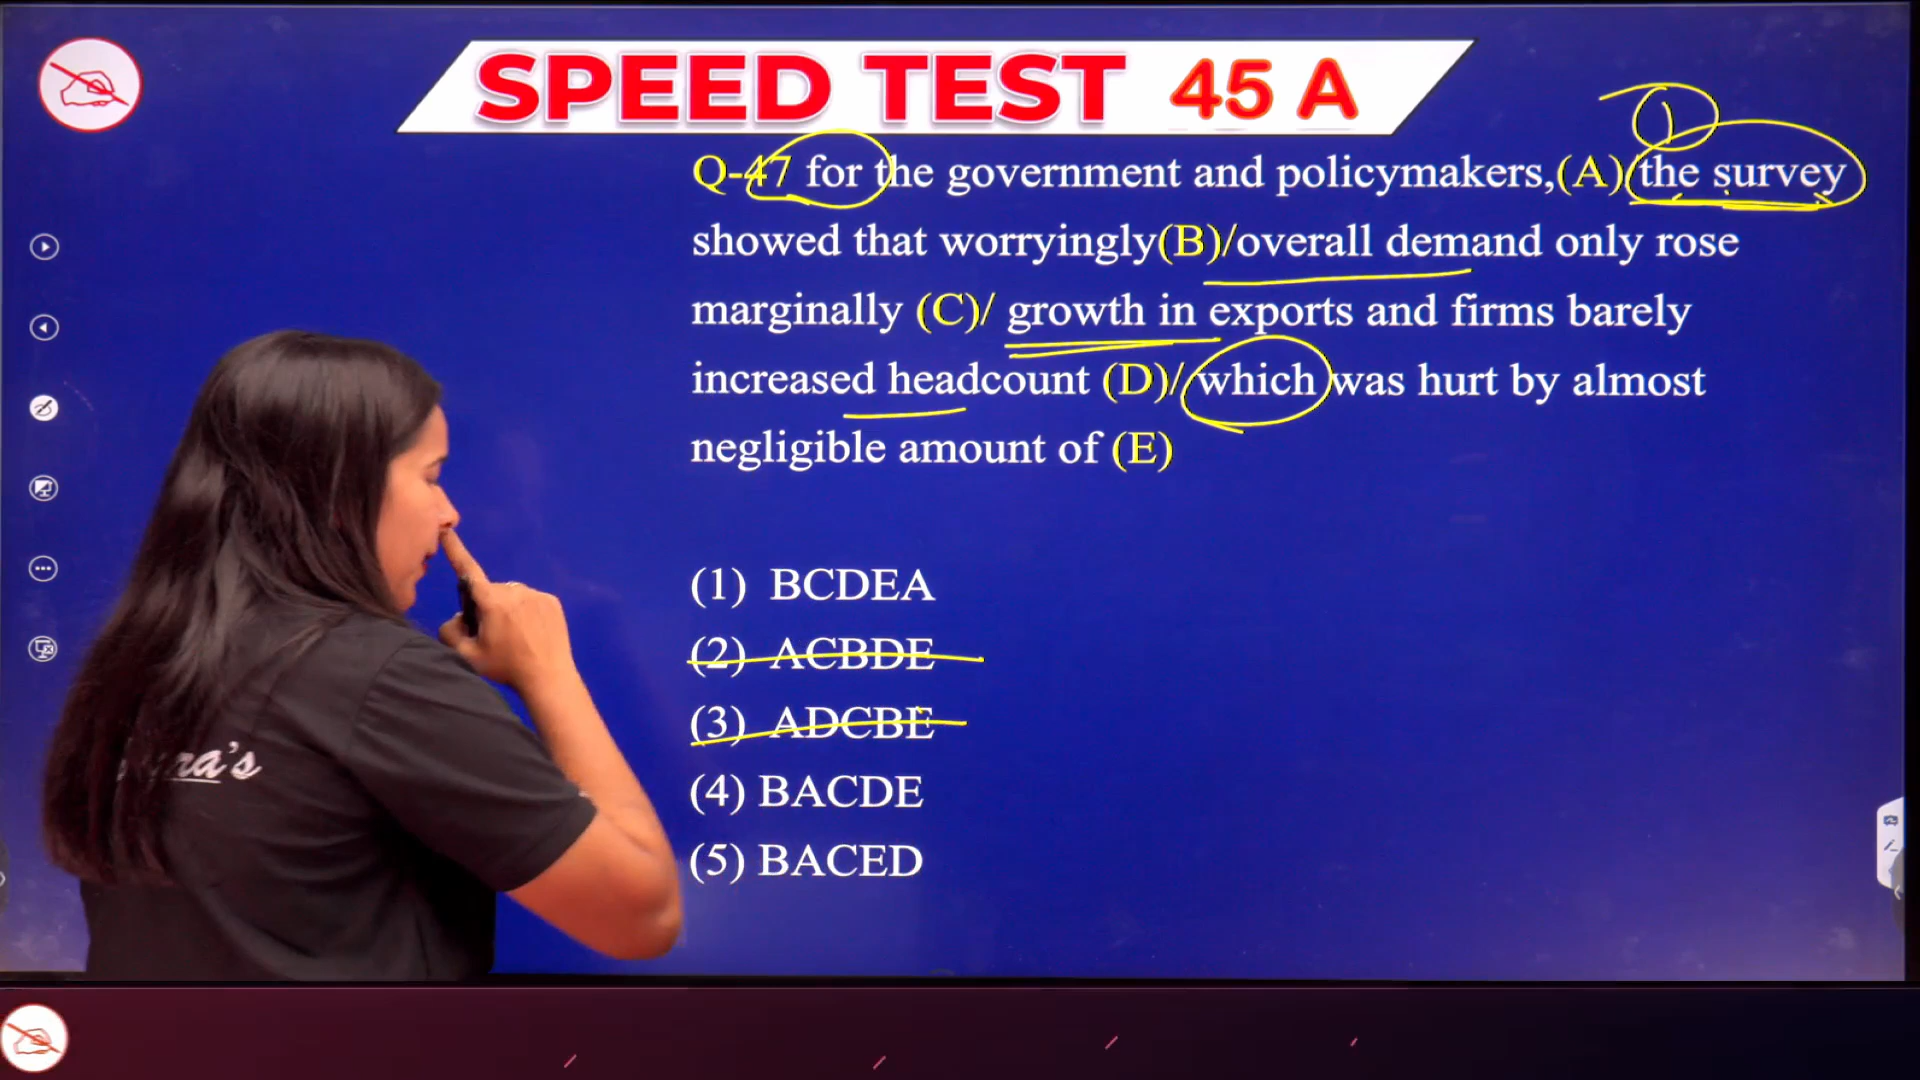 SPEED TEST 45 A
Q-47 for the government and policymakers,(A)/the survey
showed that worryingly(B)/overall demand only rose
marginally (C)/ growth in exports and firms barely
increased headcount (D)/ which was hurt by almost
negligible amount of (E)
(1) BCDEA
(2) ACBDE
(3) ADCBE
(4) BACDE
(5) BACED